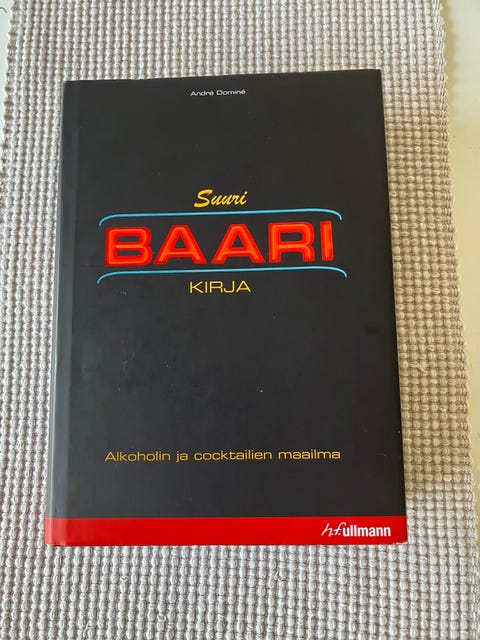 André Dominé
Suuri
BAARI
KIRJA
Alkoholin ja cocktailien maailma
h.f.ullmann